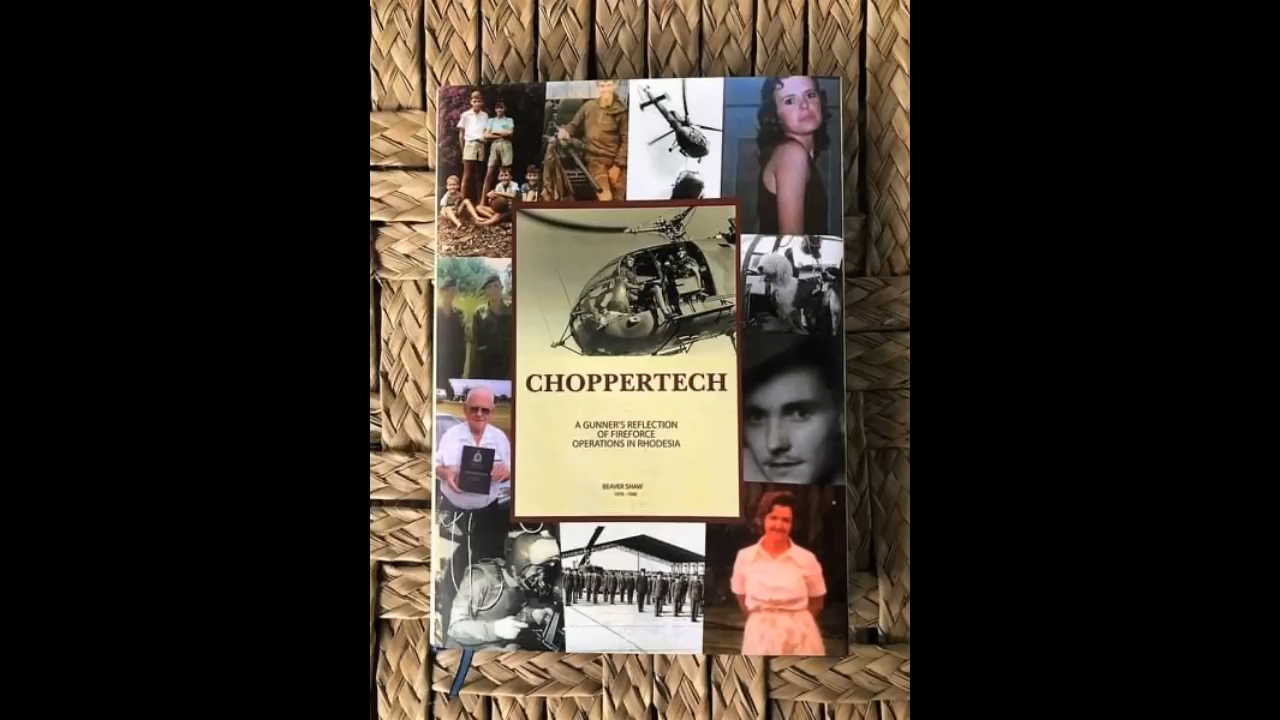 CHOPPERTECH
A GUNNER'S REFLECTION
OF FIREFORCE
OPERATIONS IN RHODESIA
BEAVER SHAW